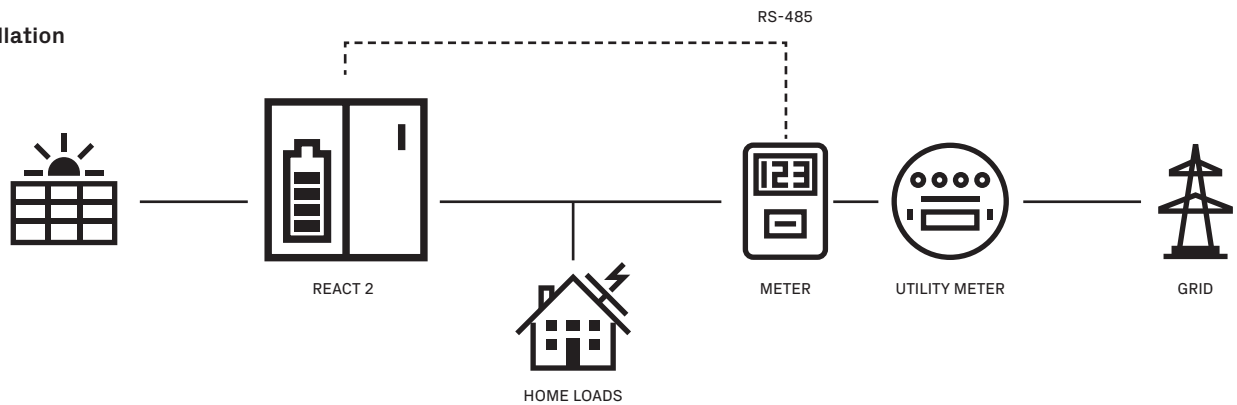 RS-485
llation
123
REACT 2
METER
UTILITY METER
GRID
HOME LOADS